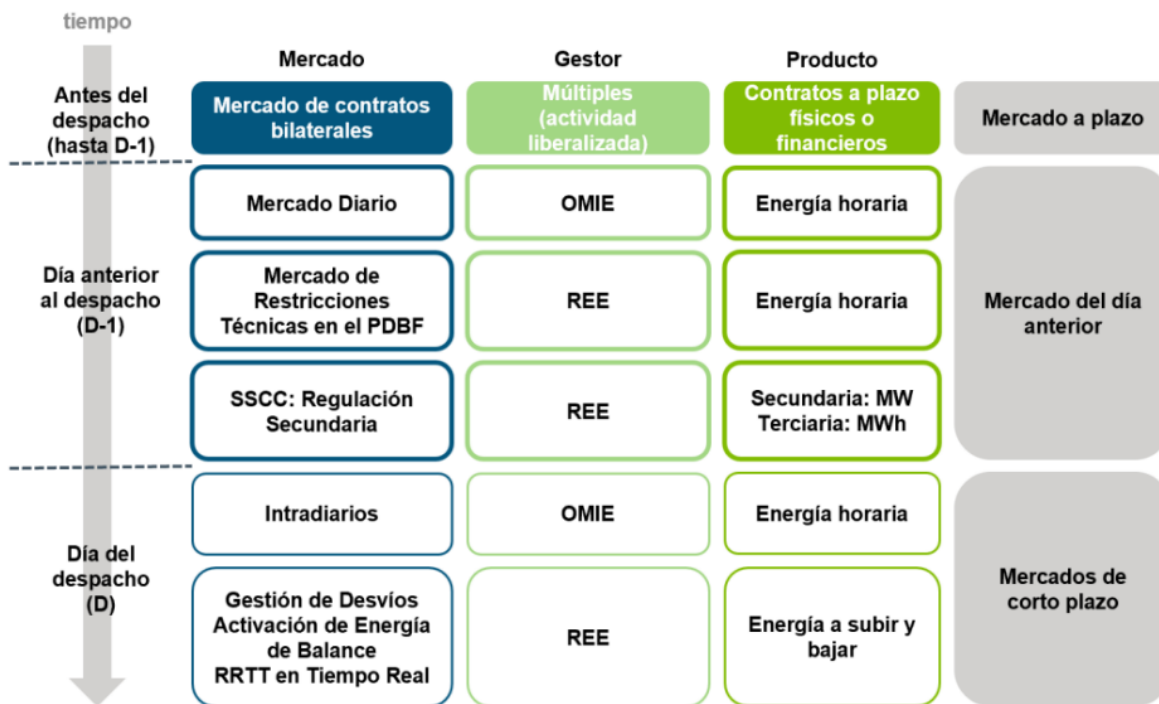 tiempo
Mercado
Gestor
Producto
Antes del
despacho
(hasta D-1)
Mercado de contratos
bilaterales
Múltiples
(actividad
liberalizada)
Contratos a plazo
físicos o
financieros
Mercado a plazo
Día anterior
al despacho
(D-1)
Mercado Diario
OMIE
Energía horaria
Mercado de
Restricciones
Técnicas en el PDBF
REE
Energía horaria
SSCC: Regulación
Secundaria
REE
Secundaria: MW
Terciaria: MWh
Mercado del día
anterior
Día del
despacho
(D)
Intradiarios
OMIE
Energía horaria
Gestión de Desvíos
Activación de Energía
de Balance
RRTT en Tiempo Real
REE
Energía a subir y
bajar
Mercados de
corto plazo